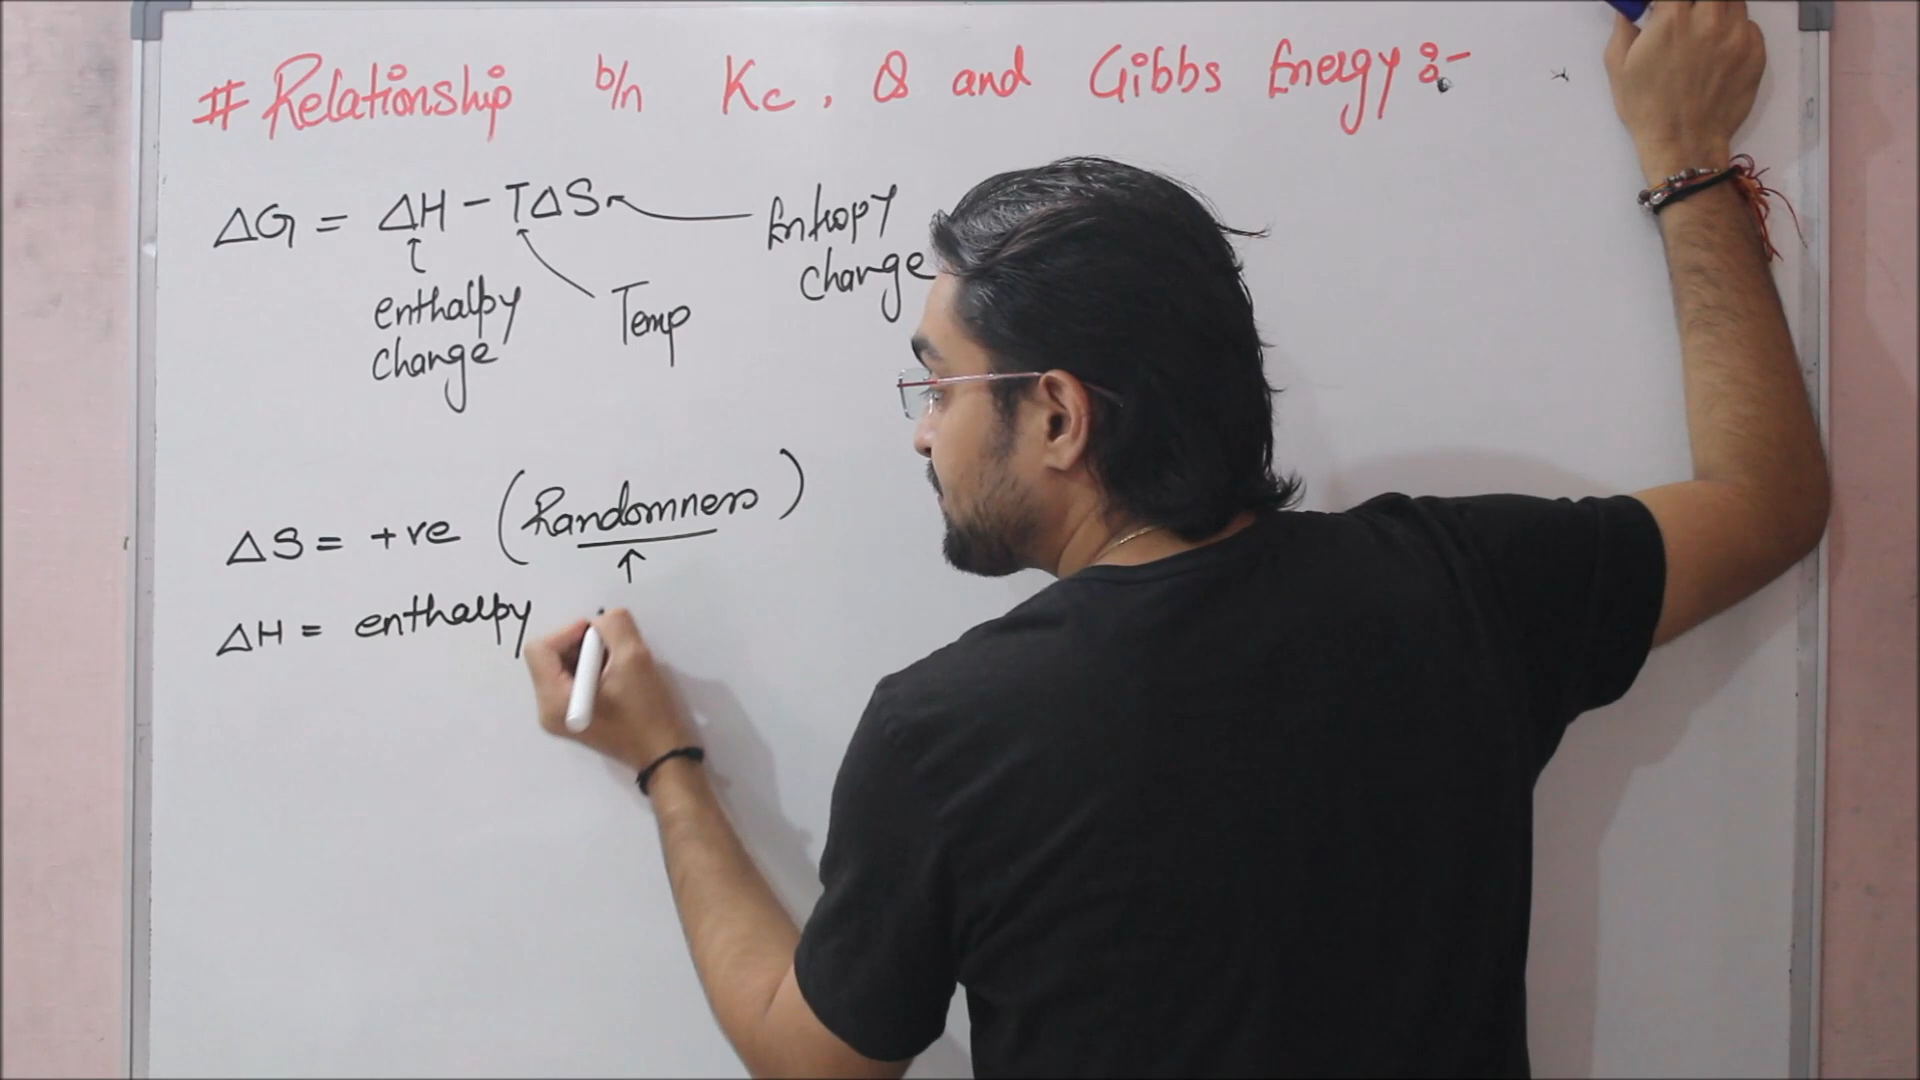 # Relationship b/n Kc, Q and Gibbs Energy :-
ΔG = ΔH - TΔS
Entropy
change
enthalpy
change
Temp
ΔS = +ve (Randomness)
↑
ΔH = enthalpy